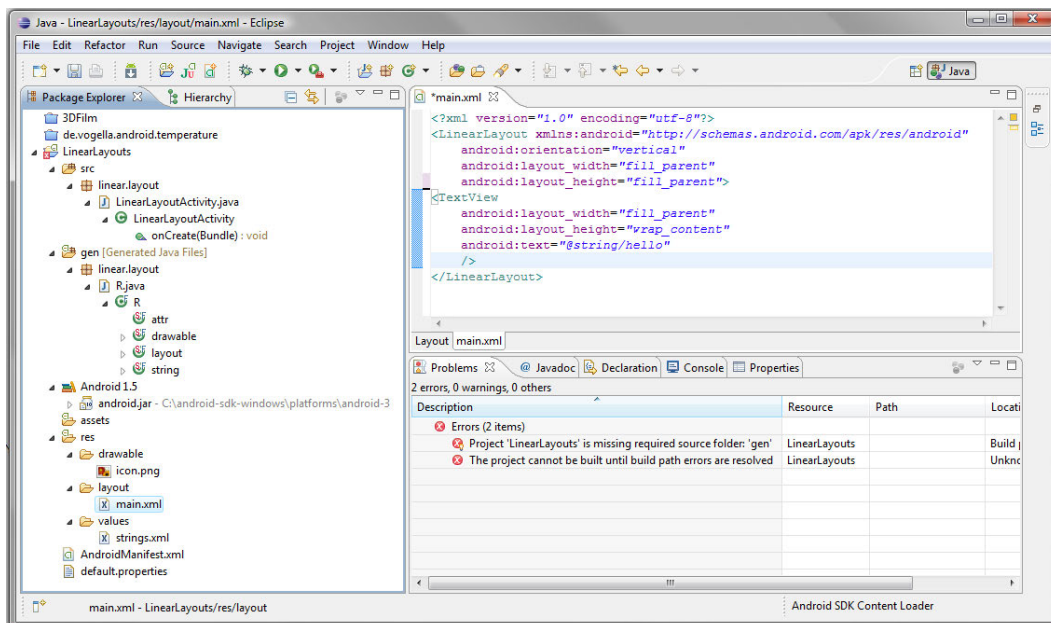 Java - LinearLayouts/res/layout/main.xml - Eclipse
File Edit Refactor Run Source Navigate Search Project Window Help
Java
Package Explorer
Hierarchy
3DFilm
de.vogella.android.temperature
LinearLayouts
src
linear.layout
LinearLayoutActivity.java
LinearLayoutActivity
onCreate(Bundle) : void
gen [Generated Java Files]
linear.layout
R.java
R
attr
drawable
layout
string
Android 1.5
android.jar - C:\android-sdk-windows\platforms\android-3
assets
res
drawable
icon.png
layout
main.xml
values
strings.xml
AndroidManifest.xml
default.properties
*main.xml
<?xml version="1.0" encoding="utf-8"?>
<LinearLayout xmlns:android="http://schemas.android.com/apk/res/android"
android:orientation="vertical"
android:layout_width="fill_parent"
android:layout_height="fill_parent">
<TextView
android:layout_width="fill_parent"
android:layout_height="wrap_content"
android:text="@string/hello"
/>
</LinearLayout>
Layout main.xml
Problems @ Javadoc Declaration Console Properties
2 errors, 0 warnings, 0 others
Description Resource Path Locati
Errors (2 items)
Project 'LinearLayouts' is missing required source folder: 'gen' LinearLayouts Build p
The project cannot be built until build path errors are resolved LinearLayouts Unkno
main.xml - LinearLayouts/res/layout
Android SDK Content Loader